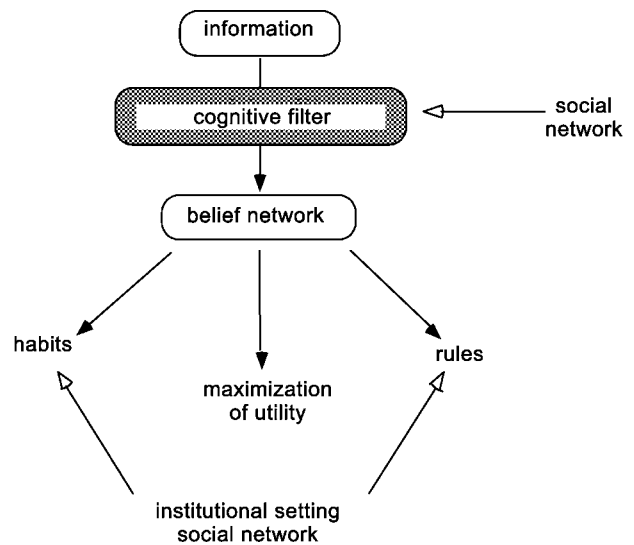 information
cognitive filter
social
network
belief network
habits
rules
maximization
of utility
institutional setting
social network